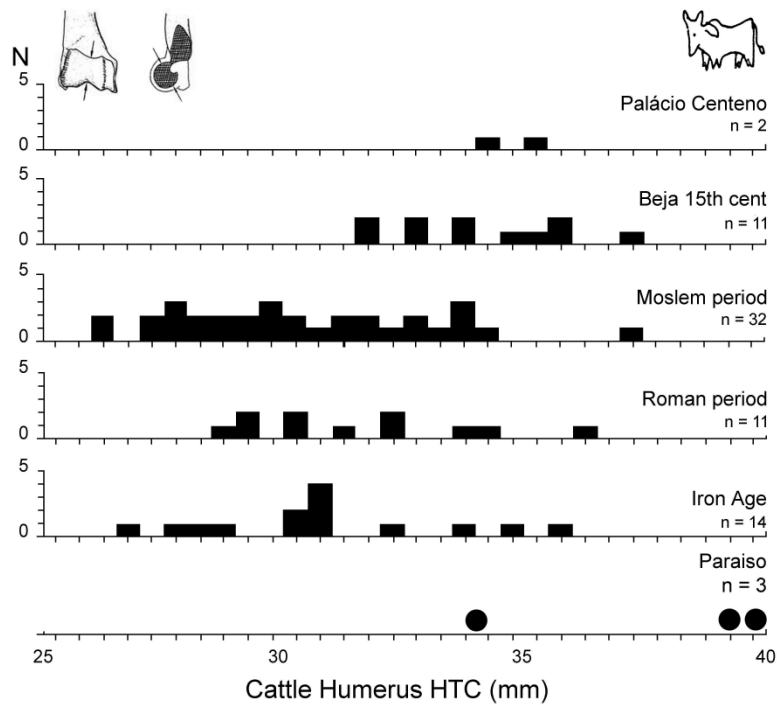 N
5
0
Palácio Centeno
n = 2
5
0
Beja 15th cent
n = 11
5
0
Moslem period
n = 32
5
0
Roman period
n = 11
5
0
Iron Age
n = 14
Paraiso
n = 3
25 30 35 40
Cattle Humerus HTC (mm)